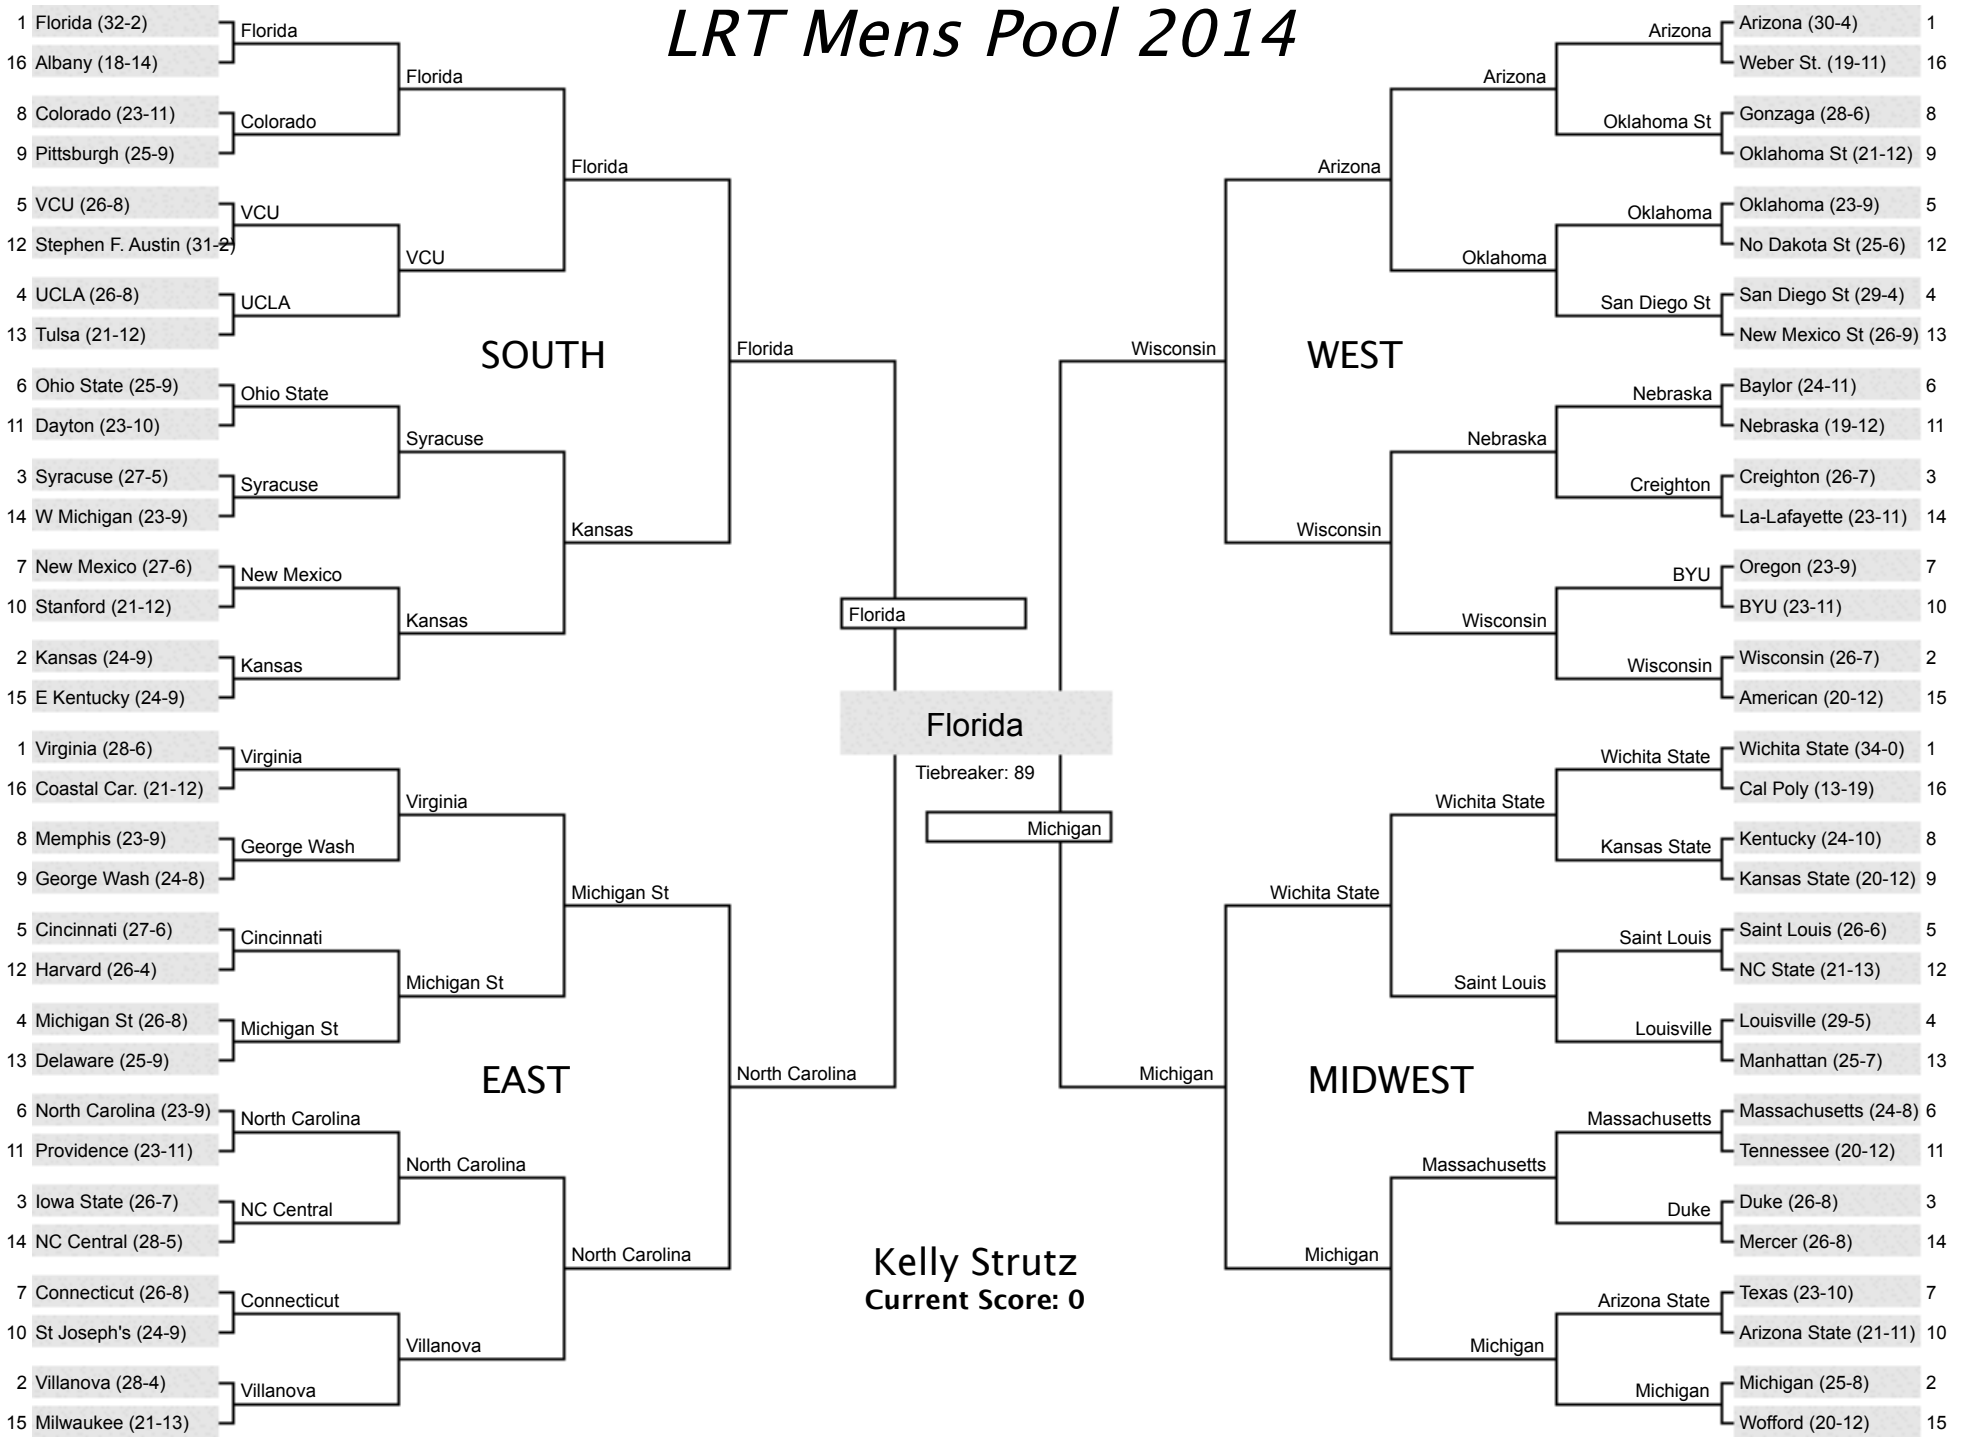 LRT Mens Pool 2014
1 Florida (32-2)
16 Albany (18-14)
8 Colorado (23-11)
9 Pittsburgh (25-9)
5 VCU (26-8)
12 Stephen F. Austin (31-2)
4 UCLA (26-8)
13 Tulsa (21-12)
6 Ohio State (25-9)
11 Dayton (23-10)
3 Syracuse (27-5)
14 W Michigan (23-9)
7 New Mexico (27-6)
10 Stanford (21-12)
2 Kansas (24-9)
15 E Kentucky (24-9)
Florida
Colorado
VCU
UCLA
Ohio State
Syracuse
New Mexico
Kansas
Florida
VCU
Syracuse
Kansas
Florida
Kansas
SOUTH
Florida
1 Virginia (28-6)
16 Coastal Car. (21-12)
8 Memphis (23-9)
9 George Wash (24-8)
5 Cincinnati (27-6)
12 Harvard (26-4)
4 Michigan St (26-8)
13 Delaware (25-9)
6 North Carolina (23-9)
11 Providence (23-11)
3 Iowa State (26-7)
14 NC Central (28-5)
7 Connecticut (26-8)
10 St Joseph's (24-9)
2 Villanova (28-4)
15 Milwaukee (21-13)
Virginia
George Wash
Cincinnati
Michigan St
North Carolina
NC Central
Connecticut
Villanova
Virginia
Michigan St
North Carolina
Villanova
Michigan St
North Carolina
EAST
North Carolina
Florida
Florida
Tiebreaker: 89
Michigan
Kelly Strutz
Current Score: 0
Wisconsin
WEST
Arizona
Wisconsin
Arizona
Oklahoma
Nebraska
Wisconsin
Arizona
Oklahoma St
Oklahoma
San Diego St
Nebraska
Creighton
BYU
Wisconsin
Arizona (30-4) 1
Weber St. (19-11) 16
Gonzaga (28-6) 8
Oklahoma St (21-12) 9
Oklahoma (23-9) 5
No Dakota St (25-6) 12
San Diego St (29-4) 4
New Mexico St (26-9) 13
Baylor (24-11) 6
Nebraska (19-12) 11
Creighton (26-7) 3
La-Lafayette (23-11) 14
Oregon (23-9) 7
BYU (23-11) 10
Wisconsin (26-7) 2
American (20-12) 15
Michigan
MIDWEST
Wichita State
Michigan
Wichita State
Saint Louis
Massachusetts
Michigan
Wichita State
Kansas State
Saint Louis
Louisville
Massachusetts
Duke
Arizona State
Michigan
Wichita State (34-0) 1
Cal Poly (13-19) 16
Kentucky (24-10) 8
Kansas State (20-12) 9
Saint Louis (26-6) 5
NC State (21-13) 12
Louisville (29-5) 4
Manhattan (25-7) 13
Massachusetts (24-8) 6
Tennessee (20-12) 11
Duke (26-8) 3
Mercer (26-8) 14
Texas (23-10) 7
Arizona State (21-11) 10
Michigan (25-8) 2
Wofford (20-12) 15